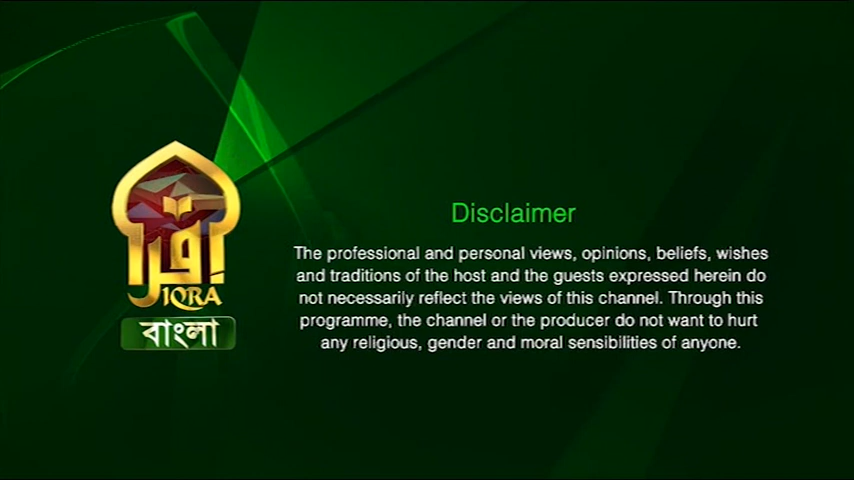 اقرأ
IQRA
বাংলা
Disclaimer
The professional and personal views, opinions, beliefs, wishes
and traditions of the host and the guests expressed herein do
not necessarily reflect the views of this channel. Through this
programme, the channel or the producer do not want to hurt
any religious, gender and moral sensibilities of anyone.